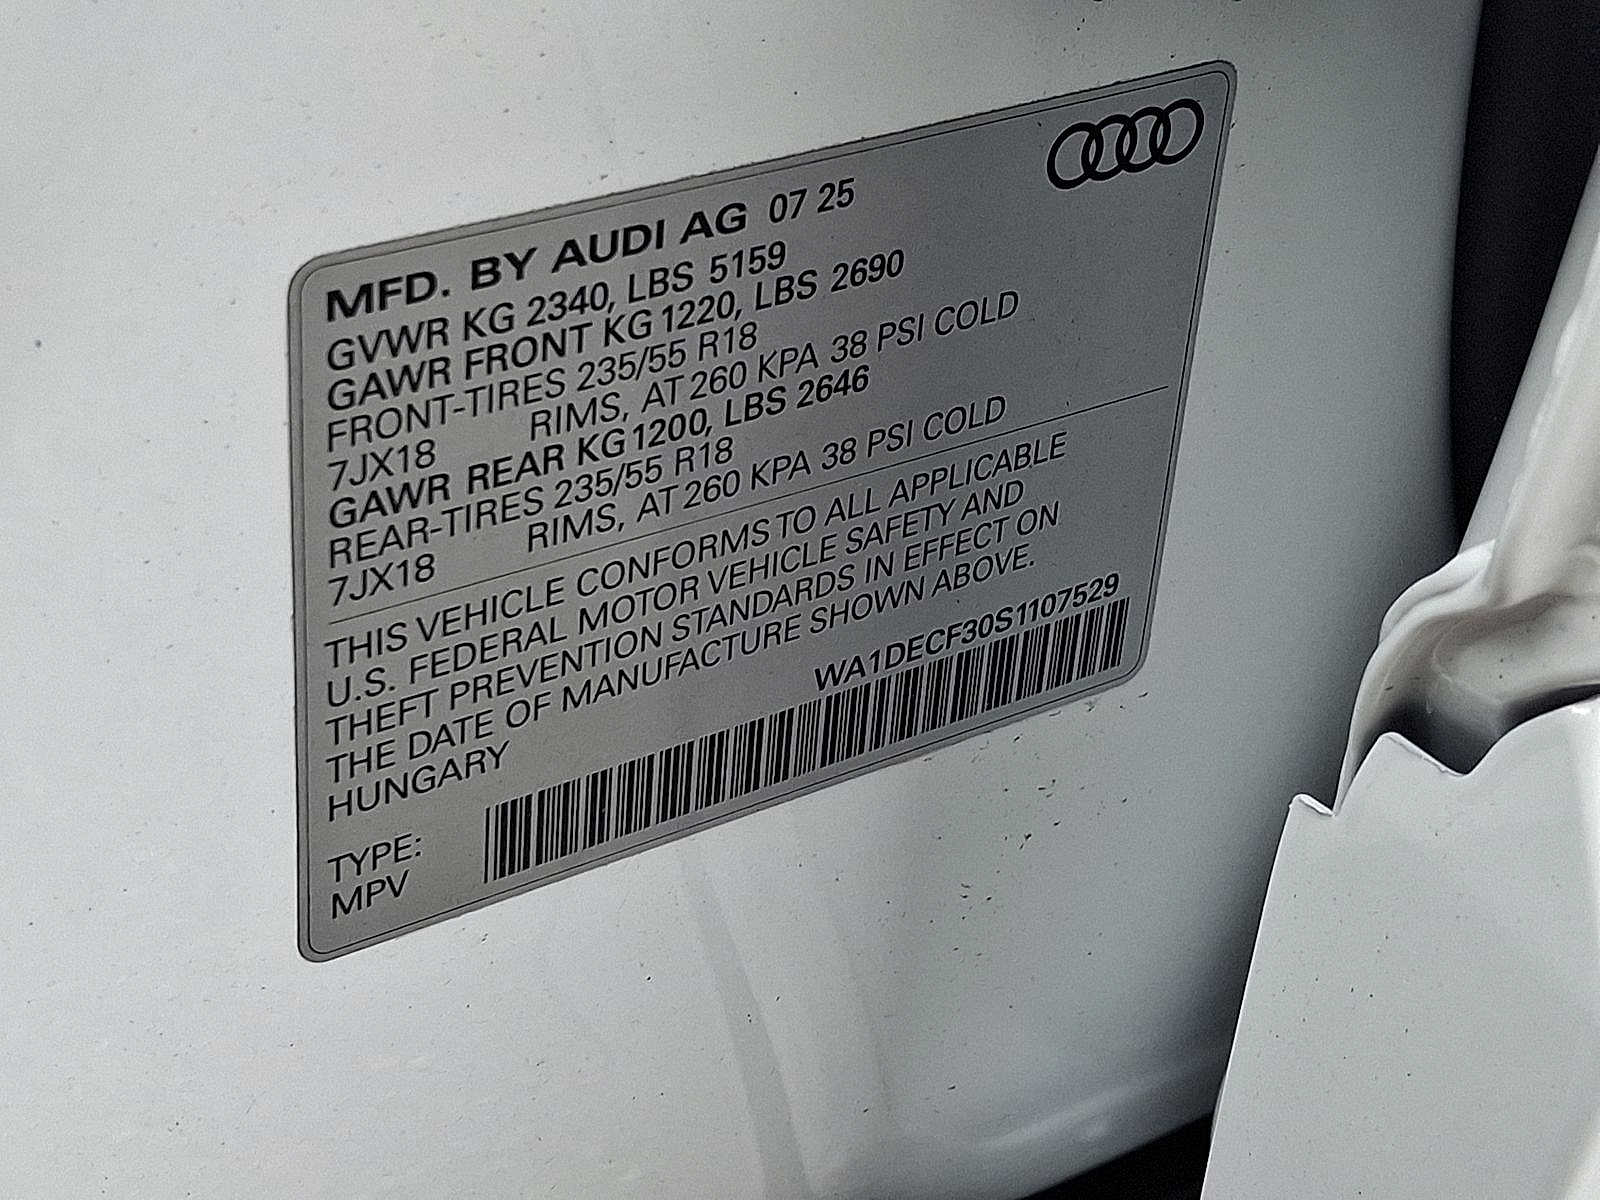 MFD. BY AUDI AG 07 25
GVWR KG 2340, LBS 5159
GAWR FRONT KG 1220, LBS 2690
FRONT-TIRES 235/55 R18
7JX18 RIMS, AT 260 KPA 38 PSI COLD
GAWR REAR KG 1200, LBS 2646
REAR-TIRES 235/55 R18
7JX18 RIMS, AT 260 KPA 38 PSI COLD
THIS VEHICLE CONFORMS TO ALL APPLICABLE
U.S. FEDERAL MOTOR VEHICLE SAFETY AND
THEFT PREVENTION STANDARDS IN EFFECT ON
THE DATE OF MANUFACTURE SHOWN ABOVE.
HUNGARY
WA1DECF30S1107529
TYPE:
MPV